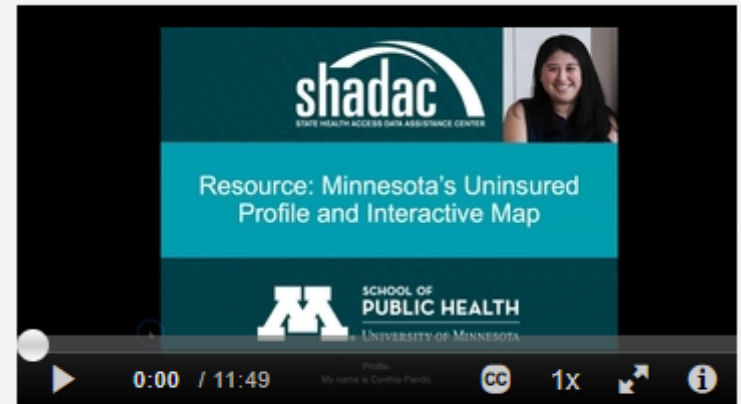 shadac
STATE HEALTH ACCESS DATA ASSISTANCE CENTER
Resource: Minnesota's Uninsured
Profile and Interactive Map
M
SCHOOL OF
PUBLIC HEALTH
UNIVERSITY OF MINNESOTA
Profile.
My name is Cynthia Pando.
0:00 / 11:49 CC 1x i